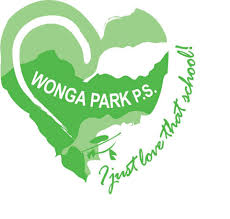 WONGA PARK P.S.
I just love that school!